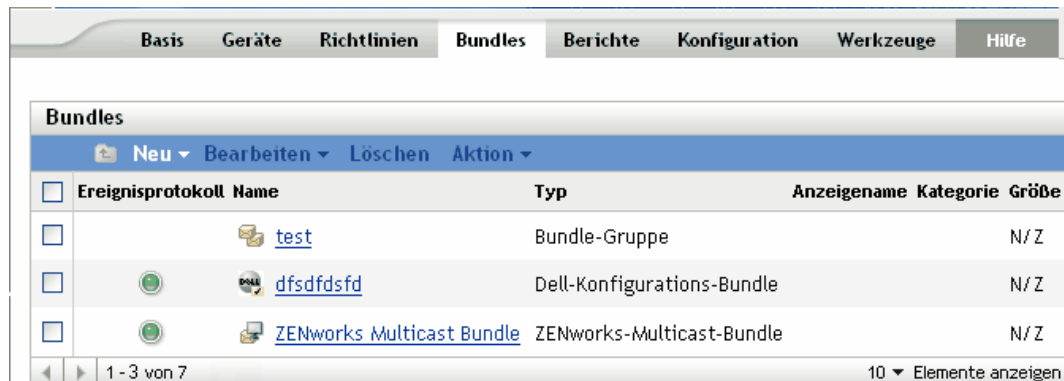 Basis Geräte Richtlinien Bundles Berichte Konfiguration Werkzeuge Hilfe
Bundles
Neu Bearbeiten Löschen Aktion
Ereignisprotokoll Name Typ Anzeigename Kategorie Größe
test Bundle-Gruppe N/Z
DELL dfsdfdsfd Dell-Konfigurations-Bundle N/Z
ZENworks Multicast Bundle ZENworks-Multicast-Bundle N/Z
1 - 3 von 7 10 Elemente anzeigen